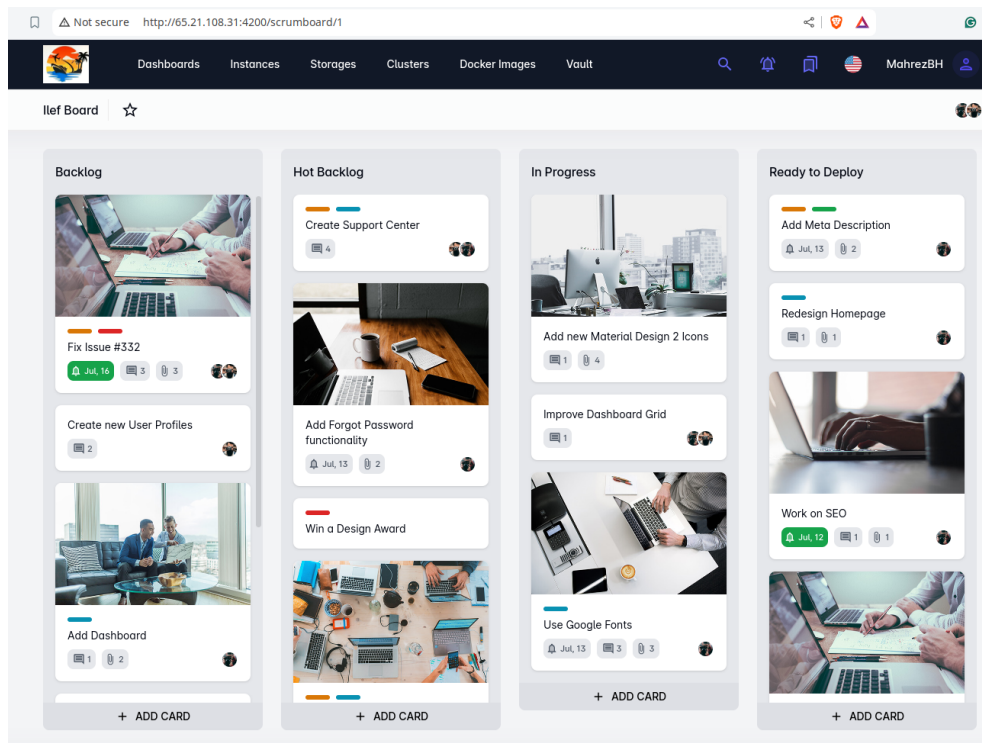 Not secure http://65.21.108.31:4200/scrumboard/1
Dashboards Instances Storages Clusters Docker Images Vault MahrezBH
Ilef Board
Backlog
Fix Issue #332
Jul, 16 3 3
Create new User Profiles
2
Add Dashboard
1 2
+ ADD CARD
Hot Backlog
Create Support Center
4
Add Forgot Password
functionality
Jul, 13 2
Win a Design Award
+ ADD CARD
In Progress
Add new Material Design 2 Icons
1 4
Improve Dashboard Grid
1
Use Google Fonts
Jul, 13 3 3
+ ADD CARD
Ready to Deploy
Add Meta Description
Jul, 13 2
Redesign Homepage
1 1
Work on SEO
Jul, 12 1 1
+ ADD CARD